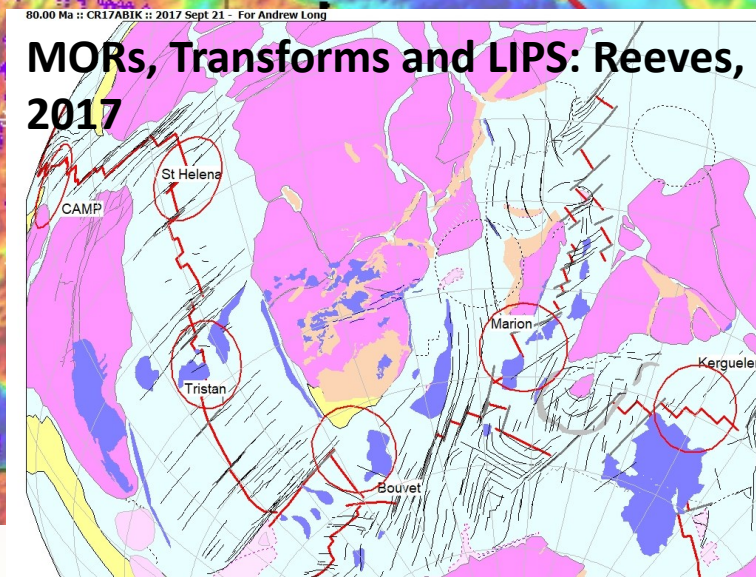 80.00 Ma :: CR17ABIK :: 2017 Sept 21 - For Andrew Long
MORs, Transforms and LIPS: Reeves,
2017
St Helena
CAMP
Marion
Kerguelen
Tristan
Bouvet